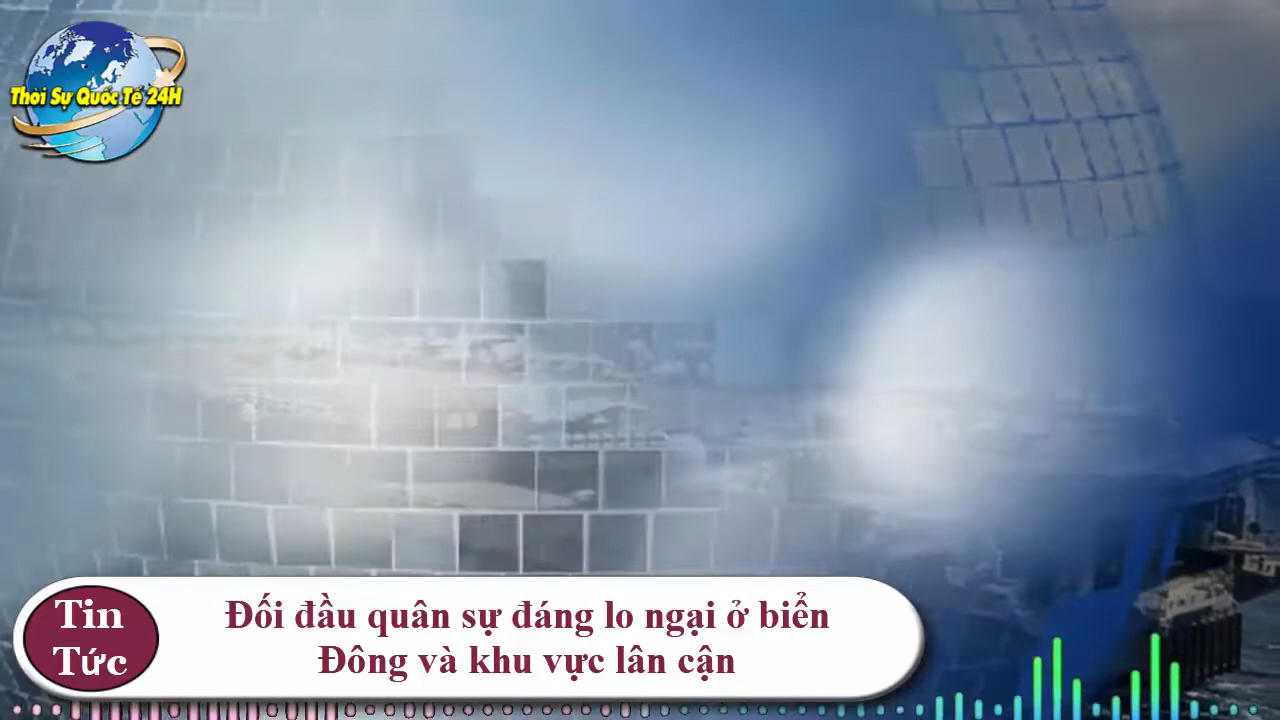 Thời Sự Quốc Tế 24H
Tin
Tức
Đối đầu quân sự đáng lo ngại ở biển
Đông và khu vực lân cận